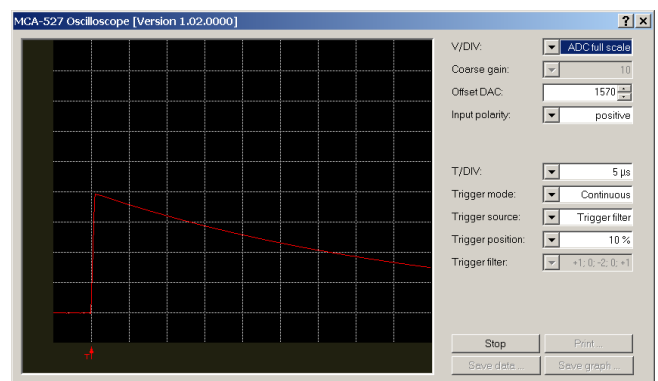 MCA-527 Oscilloscope [Version 1.02.0000]
V/DIV: ADC full scale
Coarse gain: 10
Offset DAC: 1570
Input polarity: positive
T/DIV: 5 µs
Trigger mode: Continuous
Trigger source: Trigger filter
Trigger position: 10 %
Trigger filter: +1; 0; -2; 0; +1
Stop Print ...
Save data ... Save graph ...
T